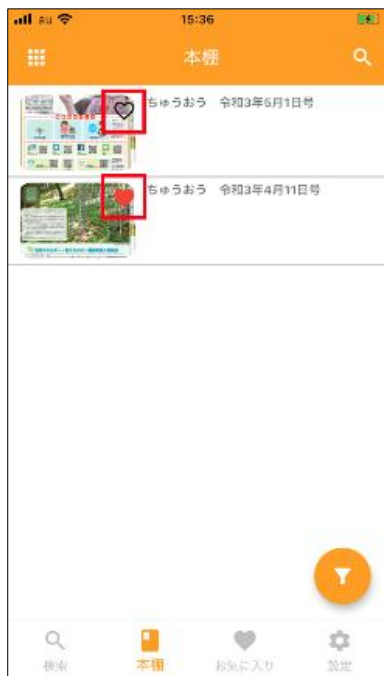 au
15:36
本棚
ちゅうおう 令和3年5月1日号
ちゅうおう 令和3年4月11日号
検索
本棚
お気に入り
設定